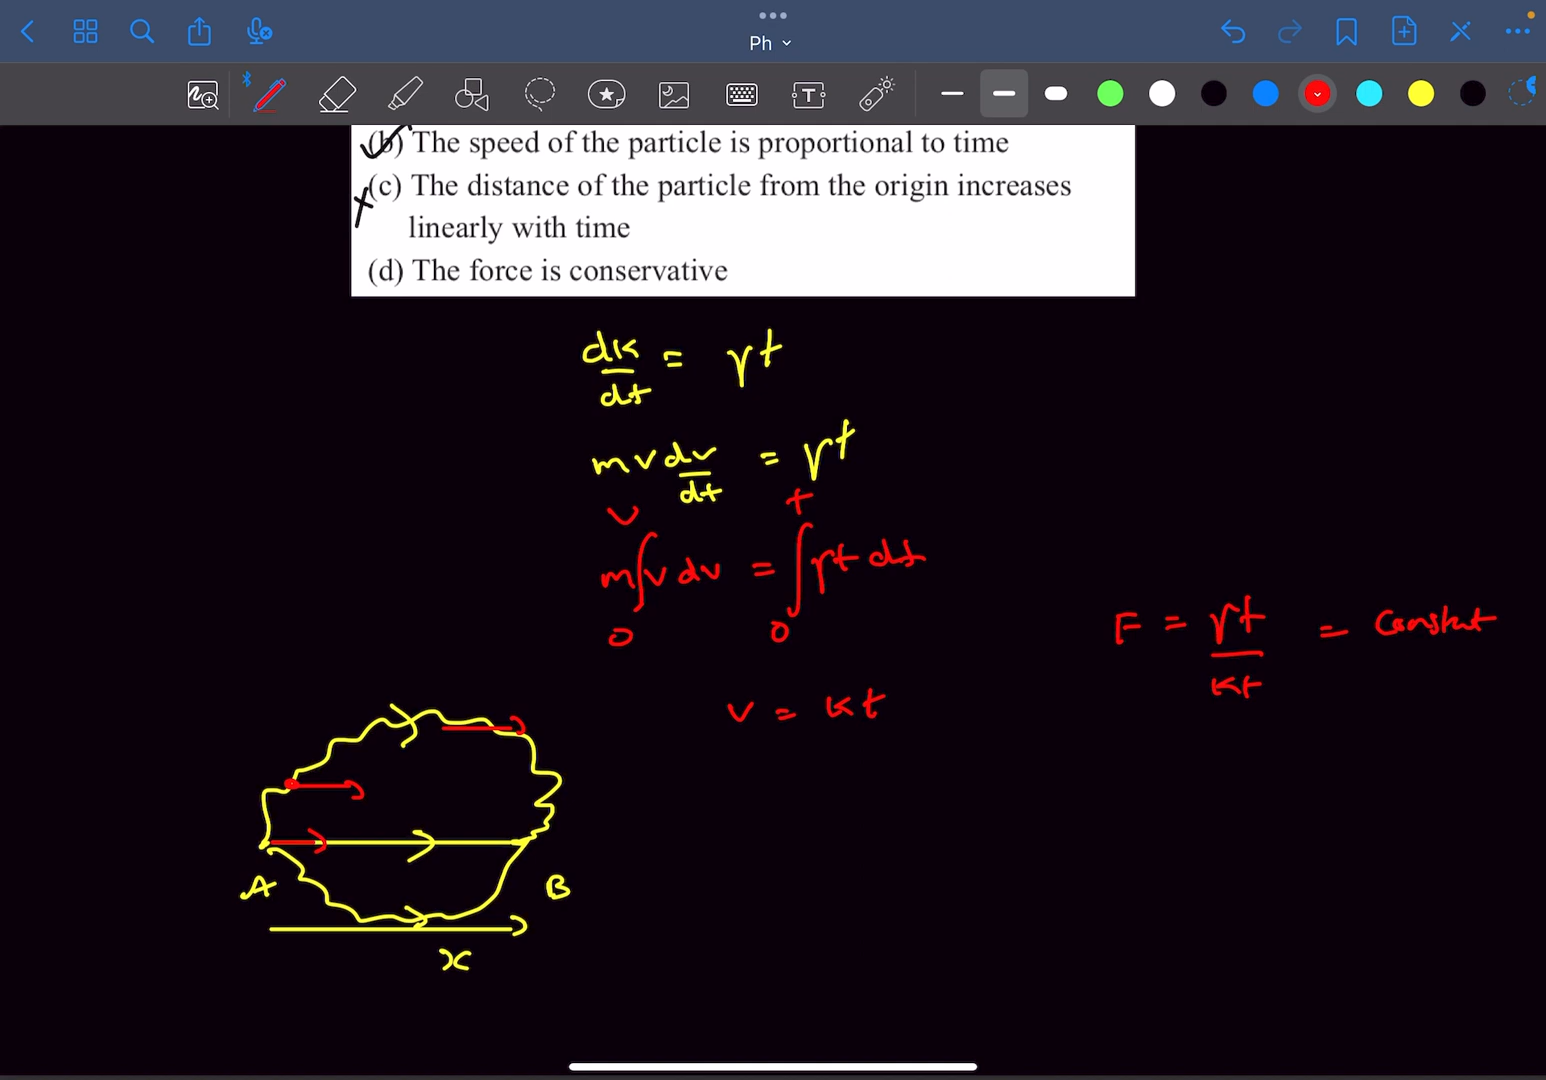 Ph
(b) The speed of the particle is proportional to time
(c) The distance of the particle from the origin increases
linearly with time
(d) The force is conservative
dK/dt = γt
mv dv/dt = γt
m∫₀ᵛ v dv = ∫₀ᵗ γt dt
F = γt/kt = Constant
v = kt
A
B
x